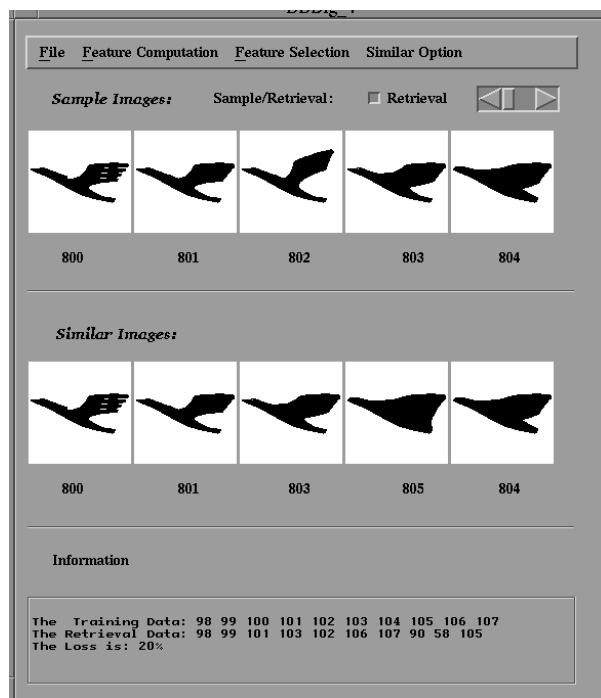 File Feature Computation Feature Selection Similar Option
Sample Images: Sample/Retrieval: Retrieval
800 801 802 803 804
Similar Images:
800 801 803 805 804
Information
The Training Data: 98 99 100 101 102 103 104 105 106 107
The Retrieval Data: 98 99 101 103 102 106 107 90 58 105
The Loss is: 20%